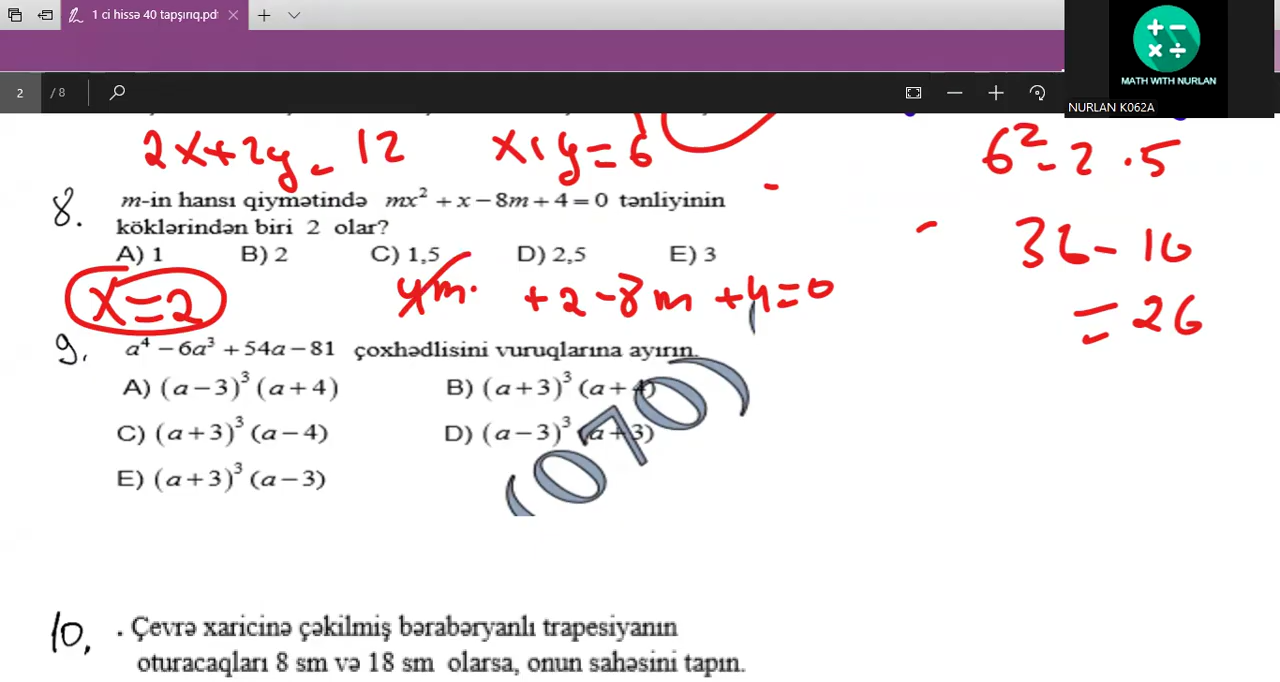 1 ci hissə 40 tapşırıq.pdf
2 / 8
MATH WITH NURLAN
NURLAN K062A
2x+2y=12 x+y=6 6²-2·5
8. m-in hansı qiymətində mx² + x − 8m + 4 = 0 tənliyinin
köklərindən biri 2 olar?
A) 1 B) 2 C) 1,5 D) 2,5 E) 3
36-10
=26
x=2 4m +2-8m+4=0
9. a⁴ − 6a³ + 54a − 81 çoxhədlisini vuruqlarına ayırın.
A) (a − 3)³ (a + 4) B) (a + 3)³ (a + 4)
C) (a + 3)³ (a − 4) D) (a − 3)³ (a + 3)
E) (a + 3)³ (a − 3)
(070)
10. . Çevrə xaricinə çəkilmiş bərabəryanlı trapesiyanın
oturacaqları 8 sm və 18 sm olarsa, onun sahəsini tapın.